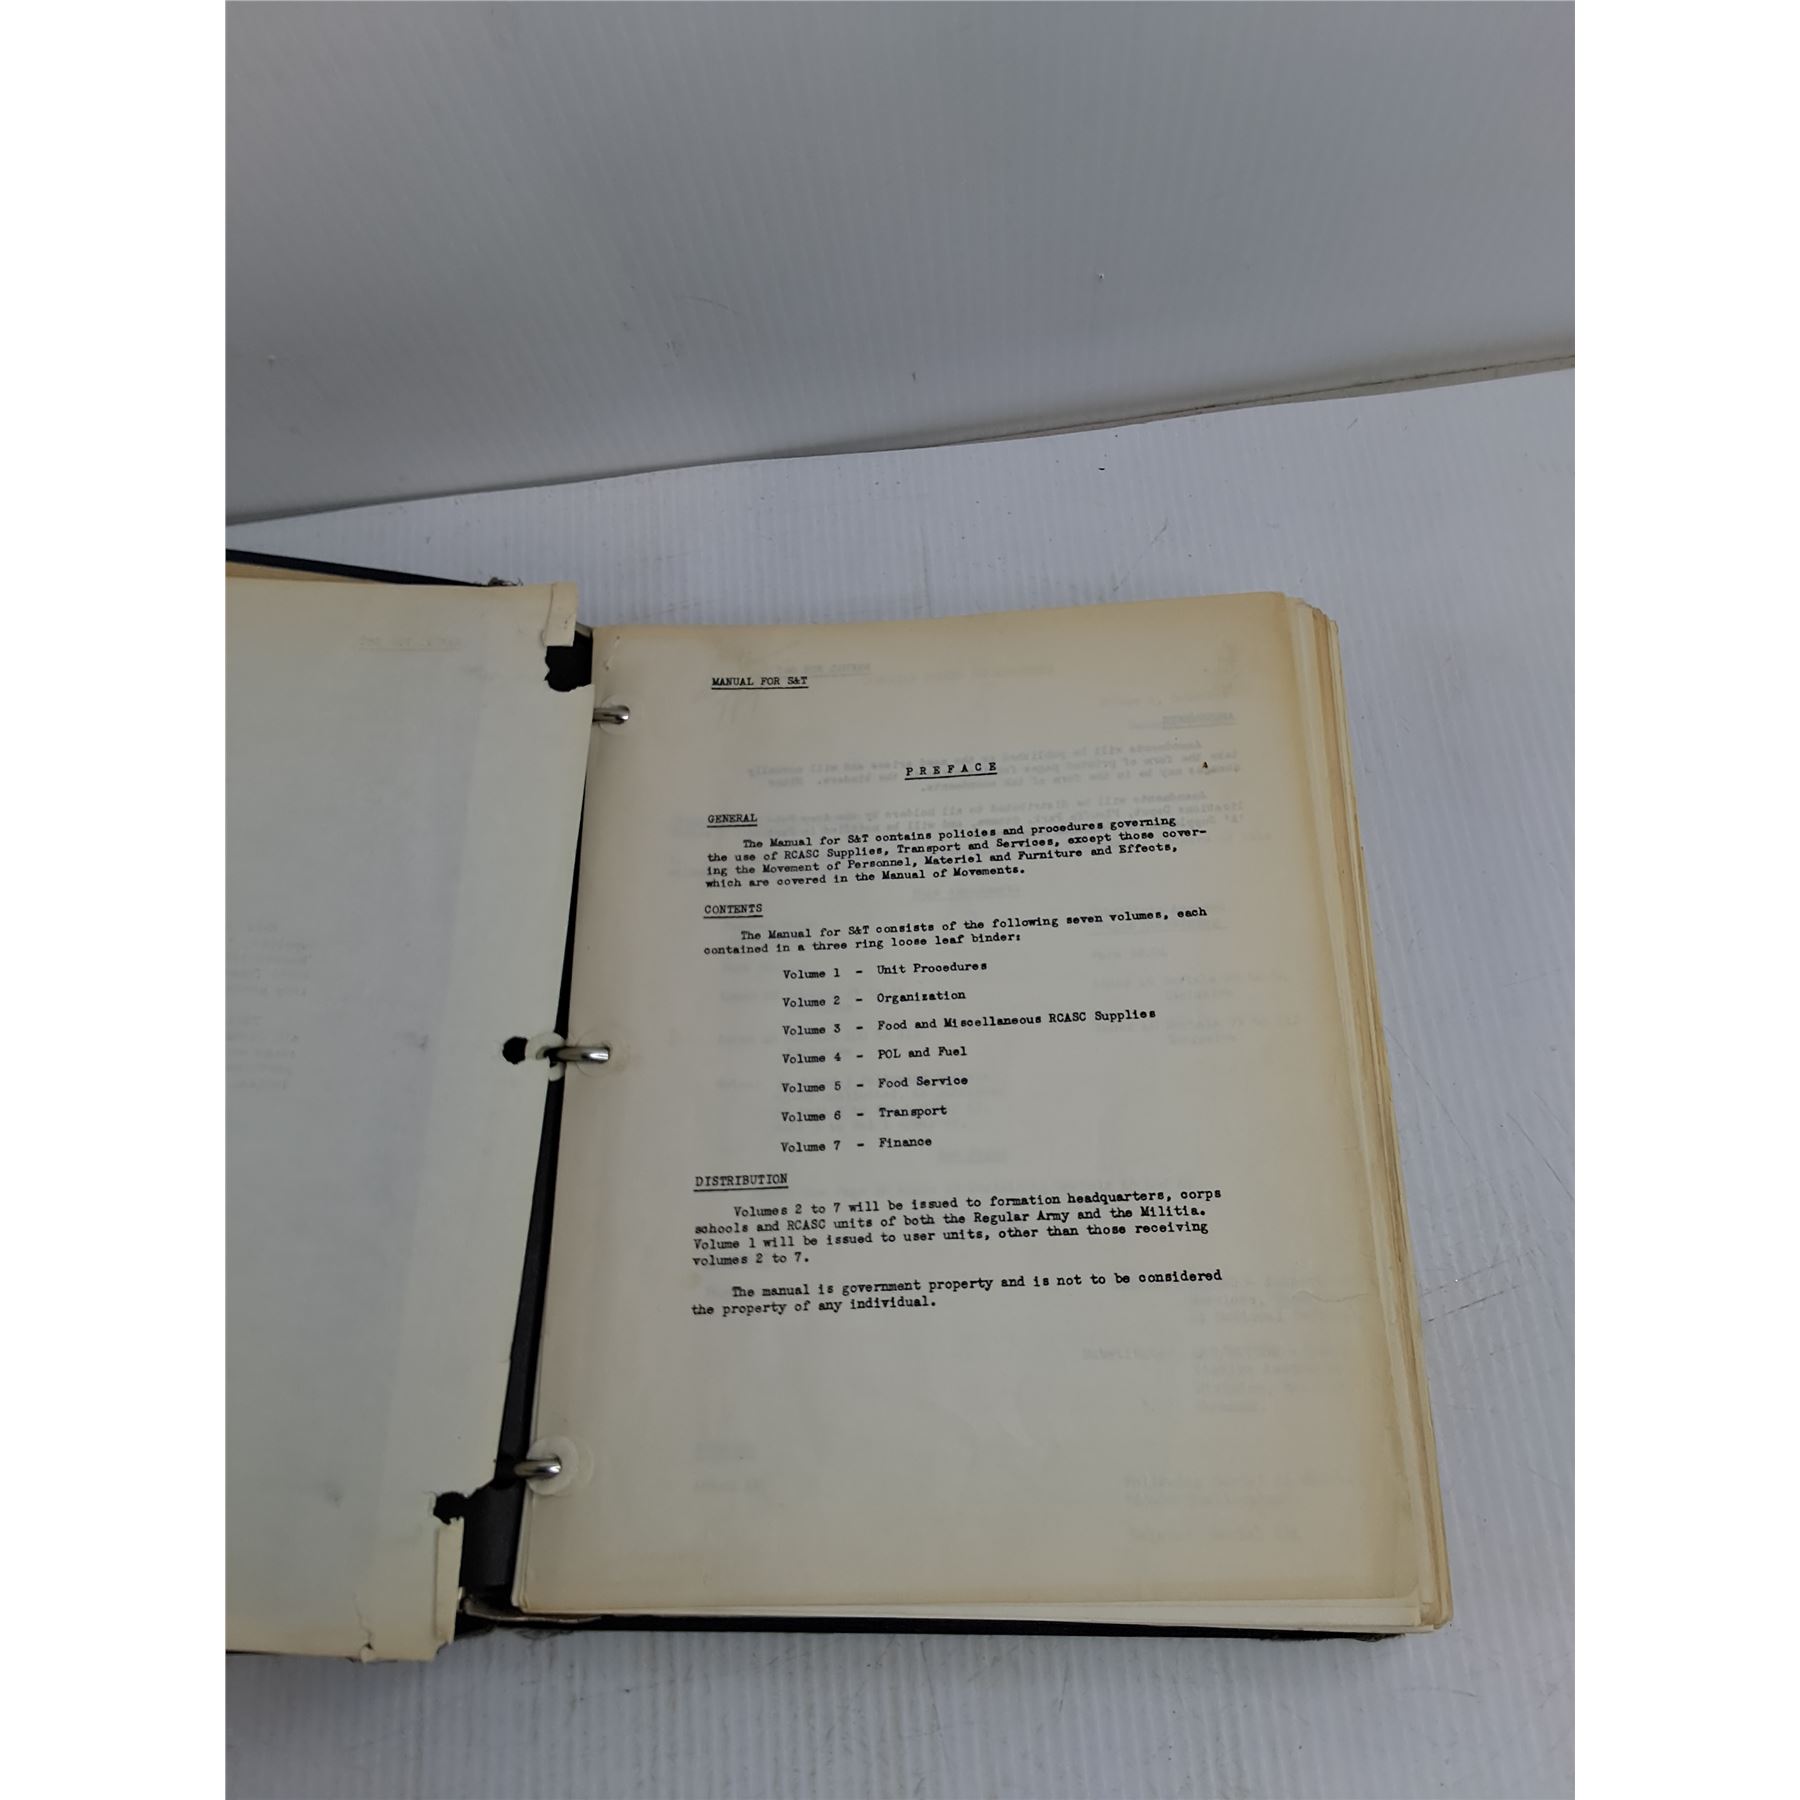 MANUAL FOR S&T
PREFACE
GENERAL
The Manual for S&T contains policies and procedures governing
the use of RCASC Supplies, Transport and Services, except those cover-
ing the Movement of Personnel, Materiel and Furniture and Effects,
which are covered in the Manual of Movements.
CONTENTS
The Manual for S&T consists of the following seven volumes, each
contained in a three ring loose leaf binder:
Volume 1 - Unit Procedures
Volume 2 - Organization
Volume 3 - Food and Miscellaneous RCASC Supplies
Volume 4 - POL and Fuel
Volume 5 - Food Service
Volume 6 - Transport
Volume 7 - Finance
DISTRIBUTION
Volumes 2 to 7 will be issued to formation headquarters, corps
schools and RCASC units of both the Regular Army and the Militia.
Volume 1 will be issued to user units, other than those receiving
volumes 2 to 7.
The manual is government property and is not to be considered
the property of any individual.